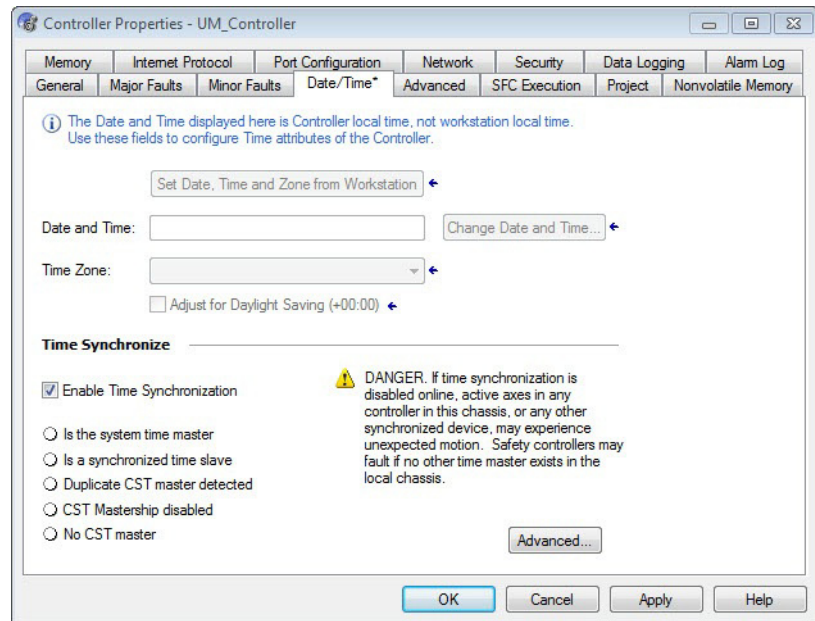 Controller Properties - UM_Controller
Memory Internet Protocol Port Configuration Network Security Data Logging Alarm Log
General Major Faults Minor Faults Date/Time* Advanced SFC Execution Project Nonvolatile Memory
The Date and Time displayed here is Controller local time, not workstation local time.
Use these fields to configure Time attributes of the Controller.
Set Date, Time and Zone from Workstation
Date and Time:
Change Date and Time...
Time Zone:
Adjust for Daylight Saving (+00:00)
Time Synchronize
Enable Time Synchronization
Is the system time master
Is a synchronized time slave
Duplicate CST master detected
CST Mastership disabled
No CST master
DANGER. If time synchronization is
disabled online, active axes in any
controller in this chassis, or any other
synchronized device, may experience
unexpected motion. Safety controllers may
fault if no other time master exists in the
local chassis.
Advanced...
OK Cancel Apply Help